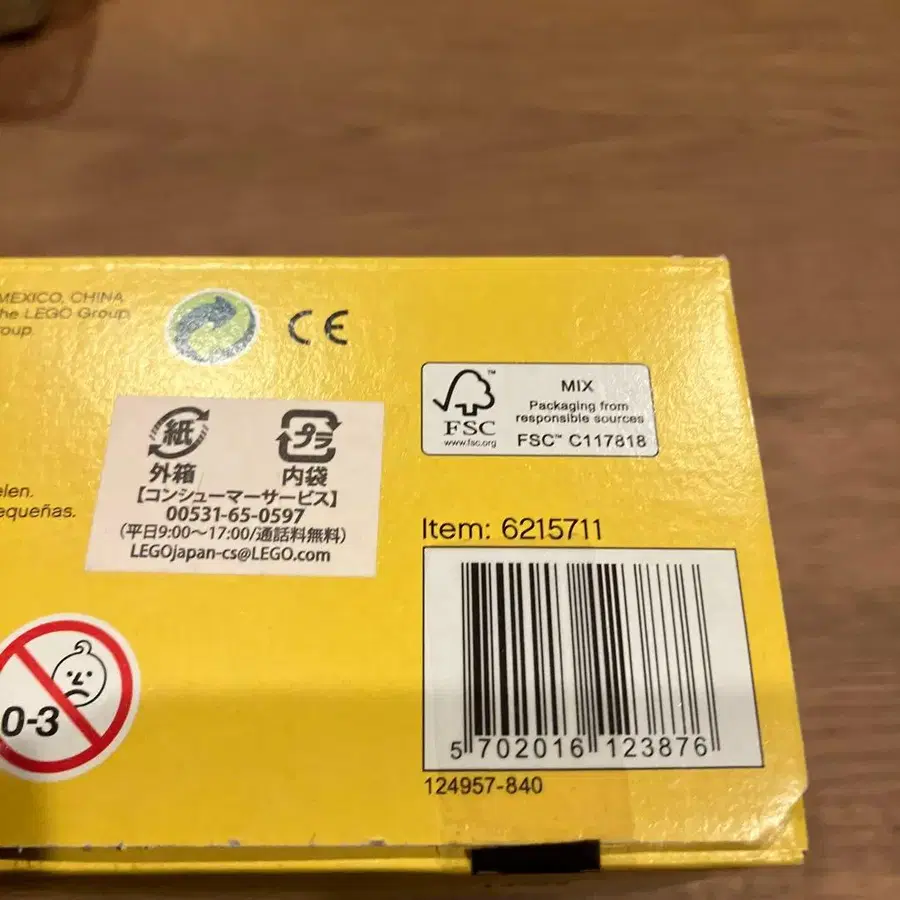 MEXICO, CHINA
he LEGO Group
roup
CE
紙
外箱
プラ
内袋
【コンシューマーサービス】
00531-65-0597
(平日9:00〜17:00/通話料無料)
LEGOjapan-cs@LEGO.com
elen.
equeñas.
0-3
FSC™
www.fsc.org
MIX
Packaging from
responsible sources
FSC™ C117818
Item: 6215711
5 702016 123876
124957-840